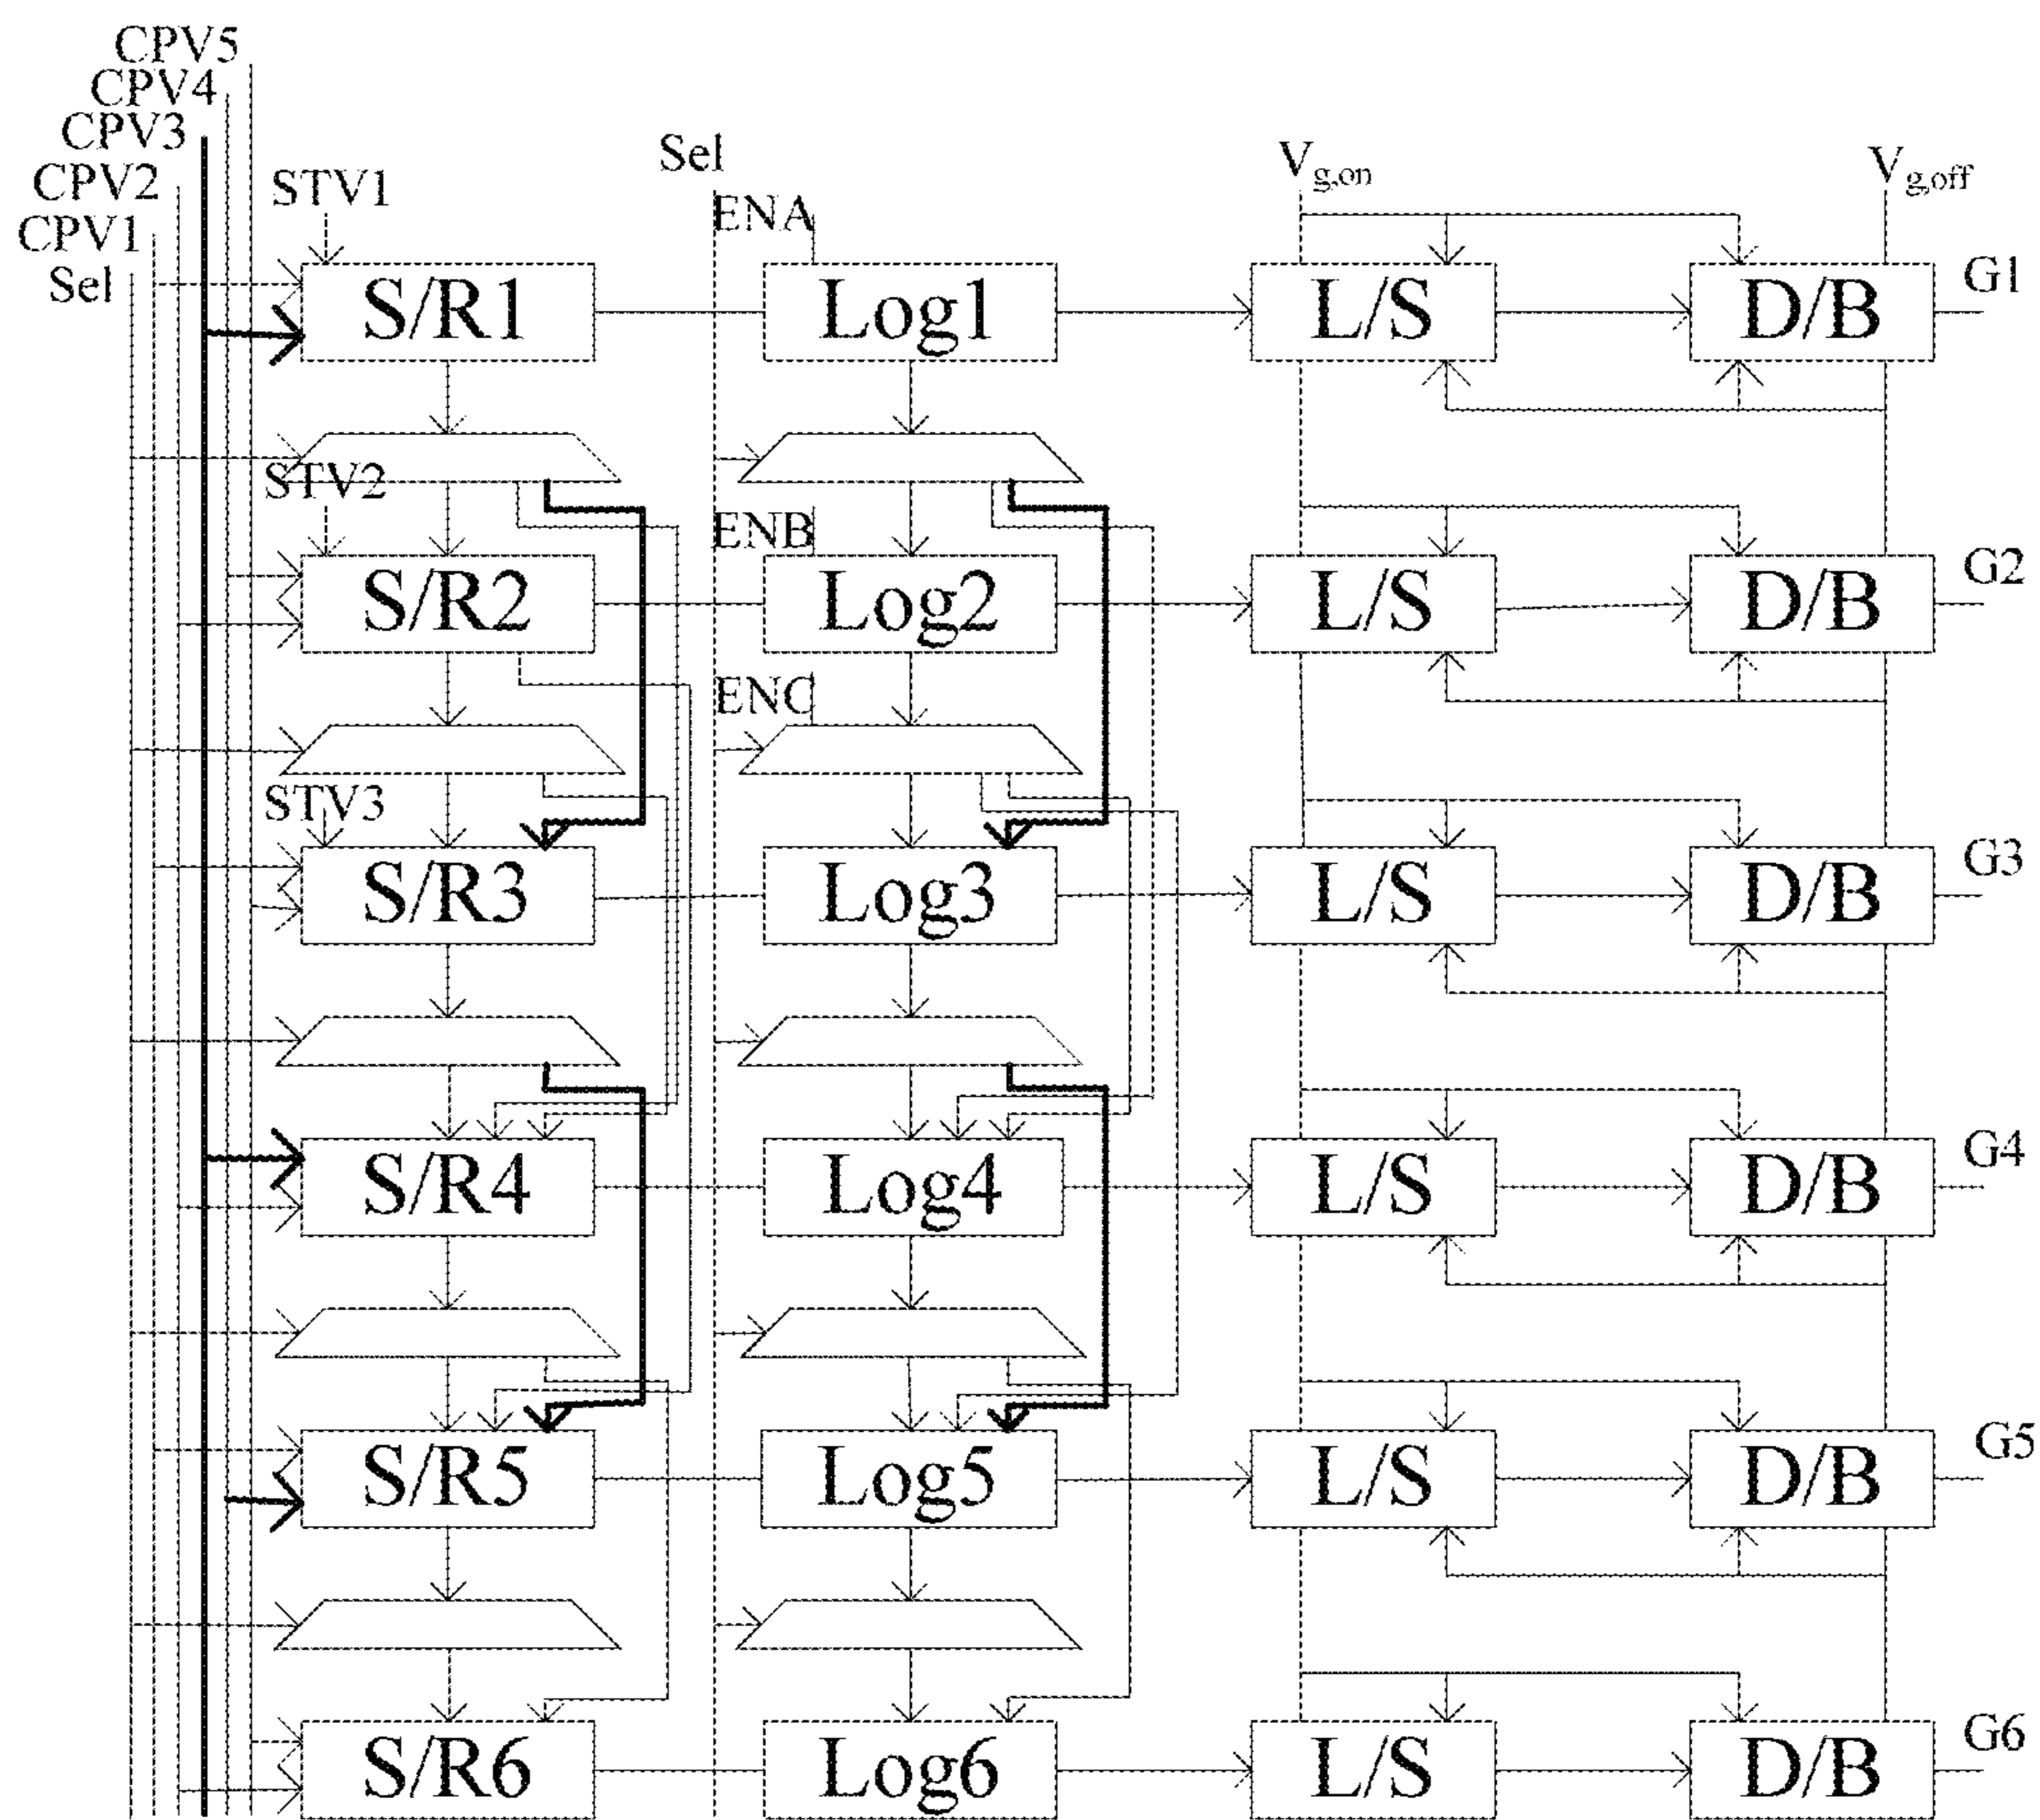 CPV5
CPV4
CPV3
CPV2
CPV1
Sel
STV1
Sel
ENA
Vg,on
Vg,off
S/R1
Log1
L/S
D/B
G1
STV2
ENB
S/R2
Log2
L/S
D/B
G2
ENC
STV3
S/R3
Log3
L/S
D/B
G3
S/R4
Log4
L/S
D/B
G4
S/R5
Log5
L/S
D/B
G5
S/R6
Log6
L/S
D/B
G6